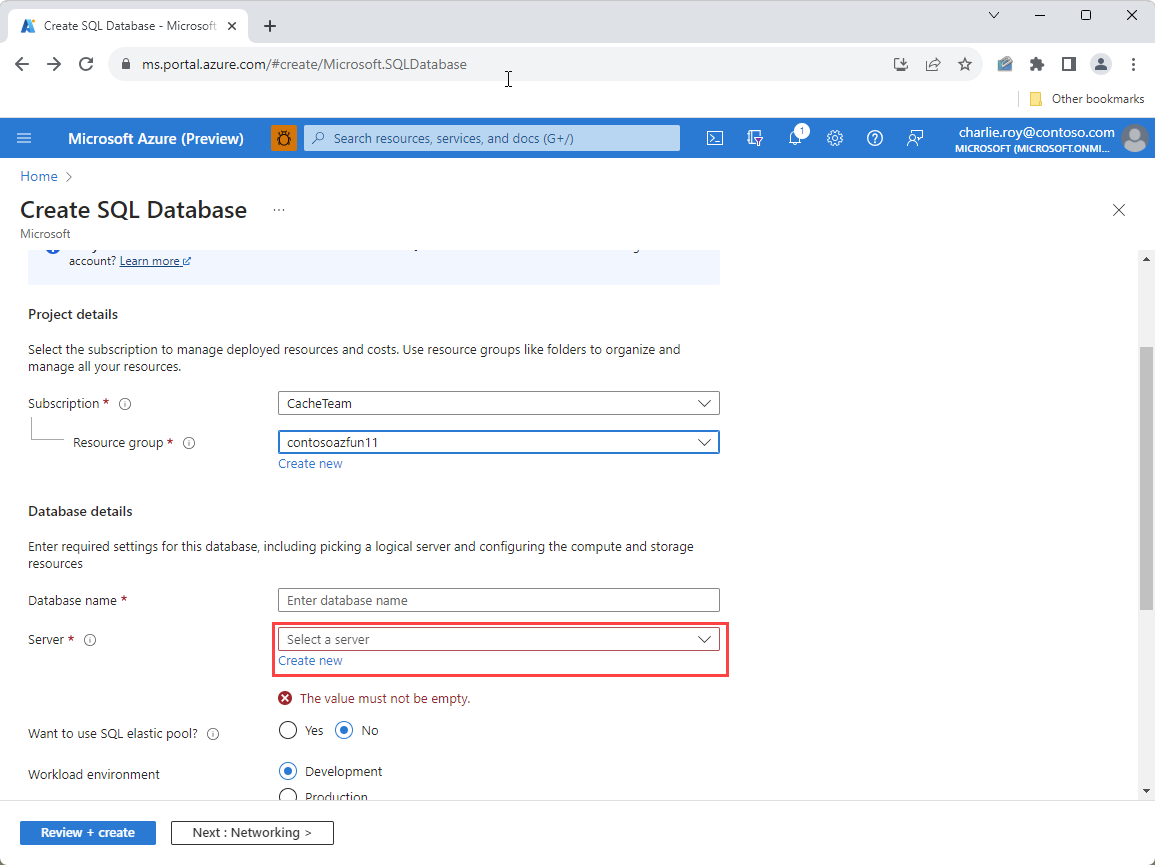 Create SQL Database - Microsoft
ms.portal.azure.com/#create/Microsoft.SQLDatabase
Other bookmarks
Microsoft Azure (Preview)
Search resources, services, and docs (G+/)
1
charlie.roy@contoso.com
MICROSOFT (MICROSOFT.ONMI...
Home >
Create SQL Database ...
Microsoft
account? Learn more
Project details
Select the subscription to manage deployed resources and costs. Use resource groups like folders to organize and
manage all your resources.
Subscription *
CacheTeam
Resource group *
contosoazfun11
Create new
Database details
Enter required settings for this database, including picking a logical server and configuring the compute and storage
resources
Database name *
Enter database name
Server *
Select a server
Create new
The value must not be empty.
Want to use SQL elastic pool?
Yes No
Workload environment
Development
Production
Review + create
Next : Networking >